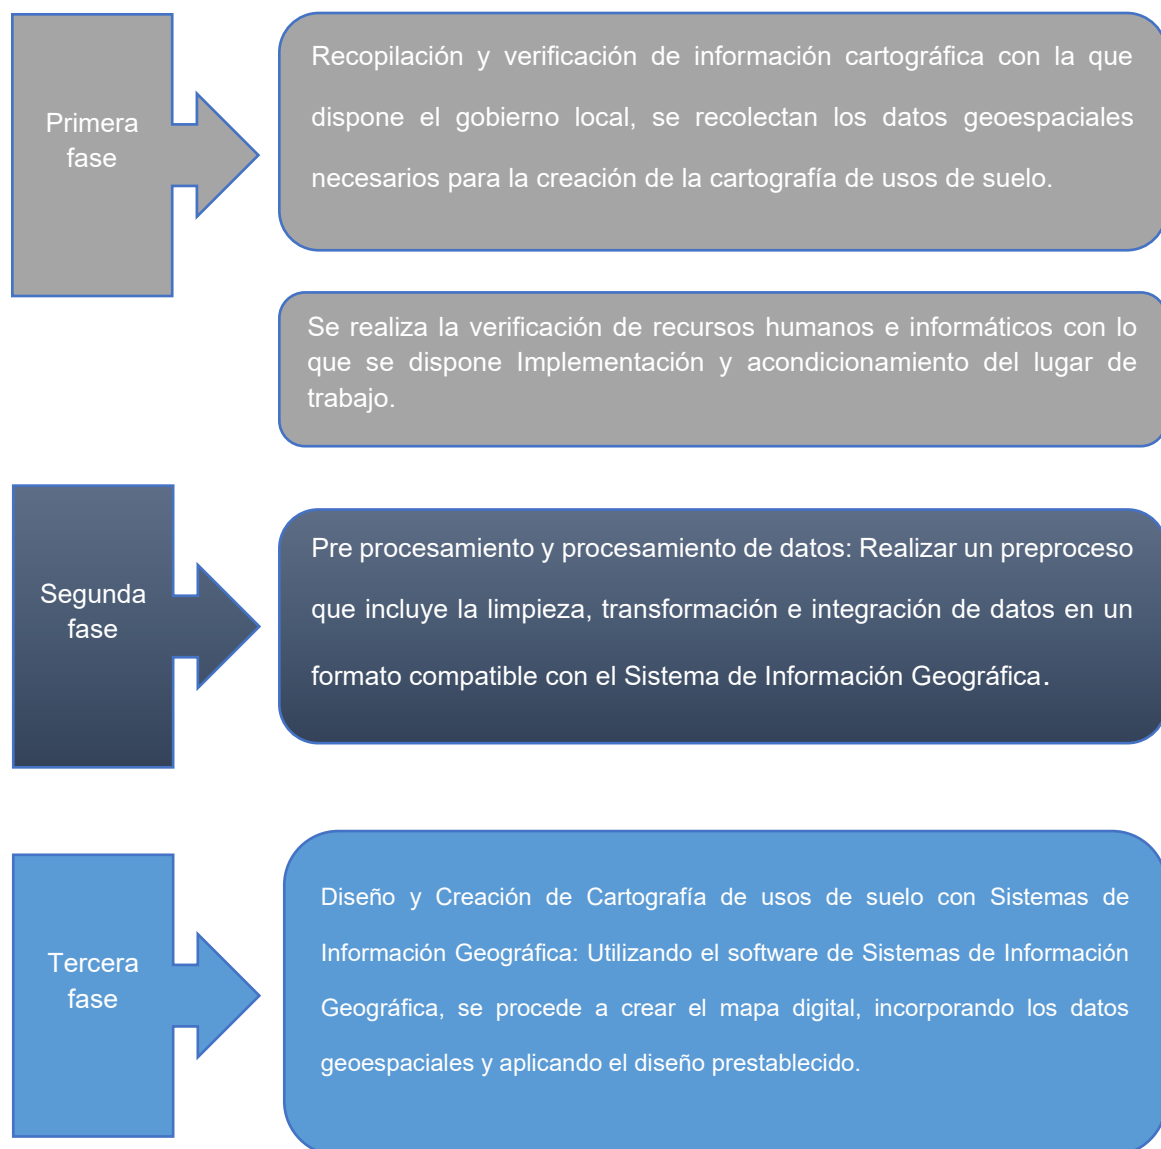 Primera
fase
Recopilación y verificación de información cartográfica con la que
dispone el gobierno local, se recolectan los datos geoespaciales
necesarios para la creación de la cartografía de usos de suelo.
Se realiza la verificación de recursos humanos e informáticos con lo
que se dispone Implementación y acondicionamiento del lugar de
trabajo.
Segunda
fase
Pre procesamiento y procesamiento de datos: Realizar un preproceso
que incluye la limpieza, transformación e integración de datos en un
formato compatible con el Sistema de Información Geográfica.
Tercera
fase
Diseño y Creación de Cartografía de usos de suelo con Sistemas de
Información Geográfica: Utilizando el software de Sistemas de Información
Geográfica, se procede a crear el mapa digital, incorporando los datos
geoespaciales y aplicando el diseño prestablecido.